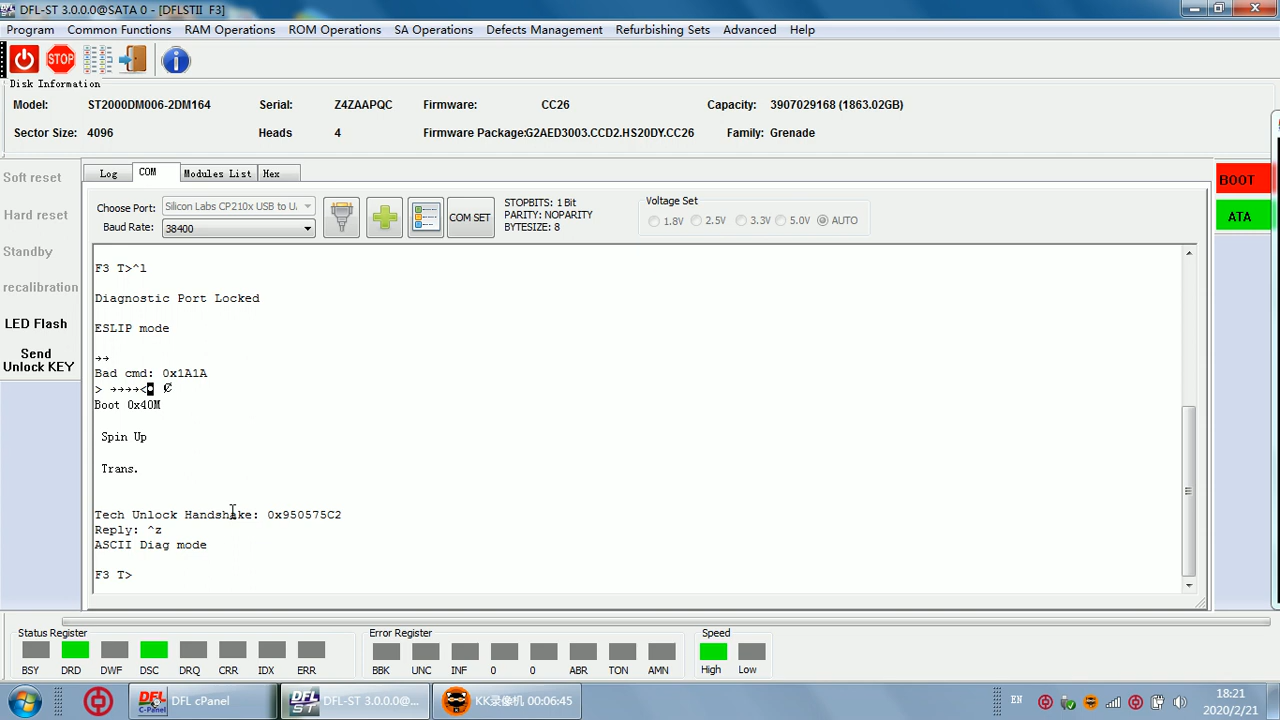 DFL-ST 3.0.0.0@SATA 0 - [DFLSTII F3]
Program Common Functions RAM Operations ROM Operations SA Operations Defects Management Refurbishing Sets Advanced Help
STOP
Disk Information
Model: ST2000DM006-2DM164 Serial: Z4ZAAPQC Firmware: CC26 Capacity: 3907029168 (1863.02GB)
Sector Size: 4096 Heads 4 Firmware Package:G2AED3003.CCD2.HS20DY.CC26 Family: Grenade
Soft reset
Hard reset
Standby
recalibration
LED Flash
Send
Unlock KEY
Log COM Modules List Hex
Choose Port: Silicon Labs CP210x USB to U
Baud Rate: 38400
COM SET
STOPBITS: 1 Bit
PARITY: NOPARITY
BYTESIZE: 8
Voltage Set
1.8V 2.5V 3.3V 5.0V AUTO
BOOT
ATA
F3 T>^l
Diagnostic Port Locked
ESLIP mode
→→
Bad cmd: 0x1A1A
> →→→→<◘ ₡
Boot 0x40M
Spin Up
Trans.
Tech Unlock Handshake: 0x950575C2
Reply: ^z
ASCII Diag mode
F3 T>
Status Register
BSY DRD DWF DSC DRQ CRR IDX ERR
Error Register
BBK UNC INF 0 0 ABR TON AMN
Speed
High Low
DFL cPanel
DFL-ST 3.0.0.0@...
KK录像机 00:06:45
EN
18:21
2020/2/21